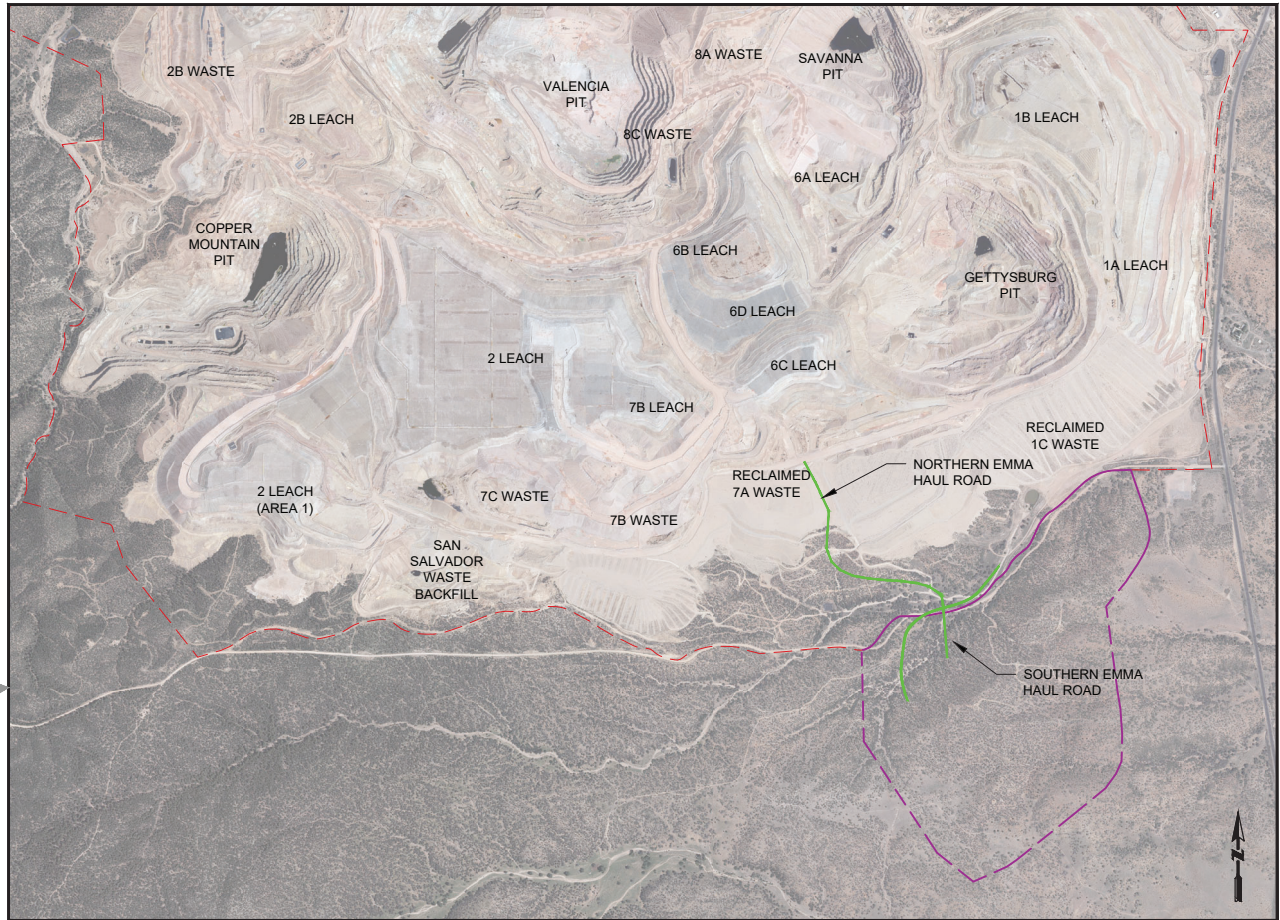 8A WASTE
SAVANNA
PIT
2B WASTE
VALENCIA
PIT
2B LEACH
1B LEACH
8C WASTE
6A LEACH
COPPER
MOUNTAIN
PIT
6B LEACH
1A LEACH
GETTYSBURG
PIT
6D LEACH
2 LEACH
6C LEACH
7B LEACH
RECLAIMED
1C WASTE
NORTHERN EMMA
HAUL ROAD
RECLAIMED
7A WASTE
2 LEACH
(AREA 1)
7C WASTE
7B WASTE
SAN
SALVADOR
WASTE
BACKFILL
SOUTHERN EMMA
HAUL ROAD
N